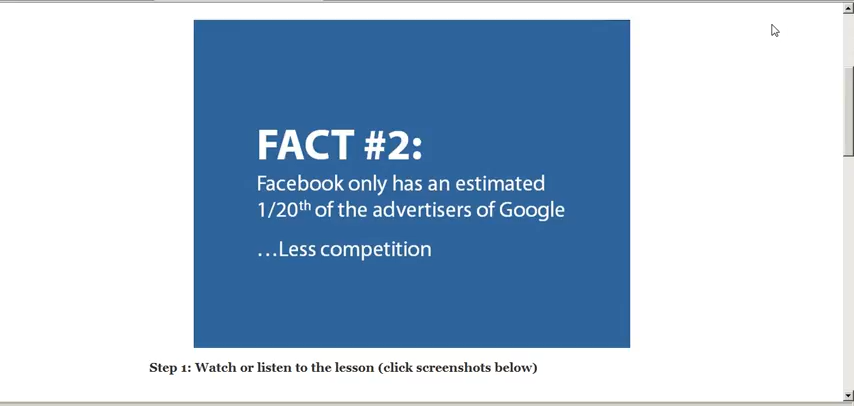 FACT #2:
Facebook only has an estimated
1/20th of the advertisers of Google
...Less competition
Step 1: Watch or listen to the lesson (click screenshots below)